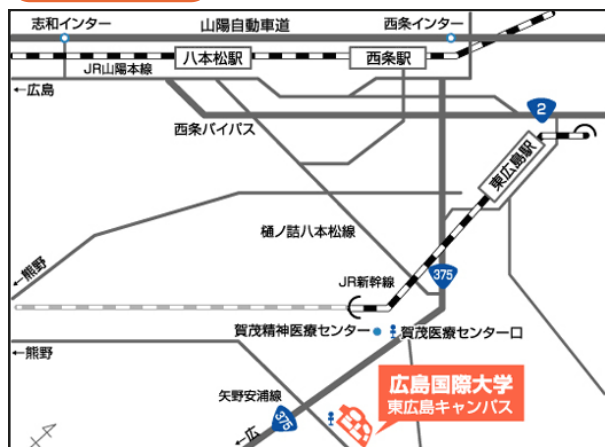 志和インター
山陽自動車道
西条インター
八本松駅
西条駅
JR山陽本線
←広島
2
西条バイパス
東広島駅
樋ノ詰八本松線
←熊野
JR新幹線
375
賀茂精神医療センター
賀茂医療センター口
←熊野
広島国際大学
東広島キャンパス
矢野安浦線
375
←広